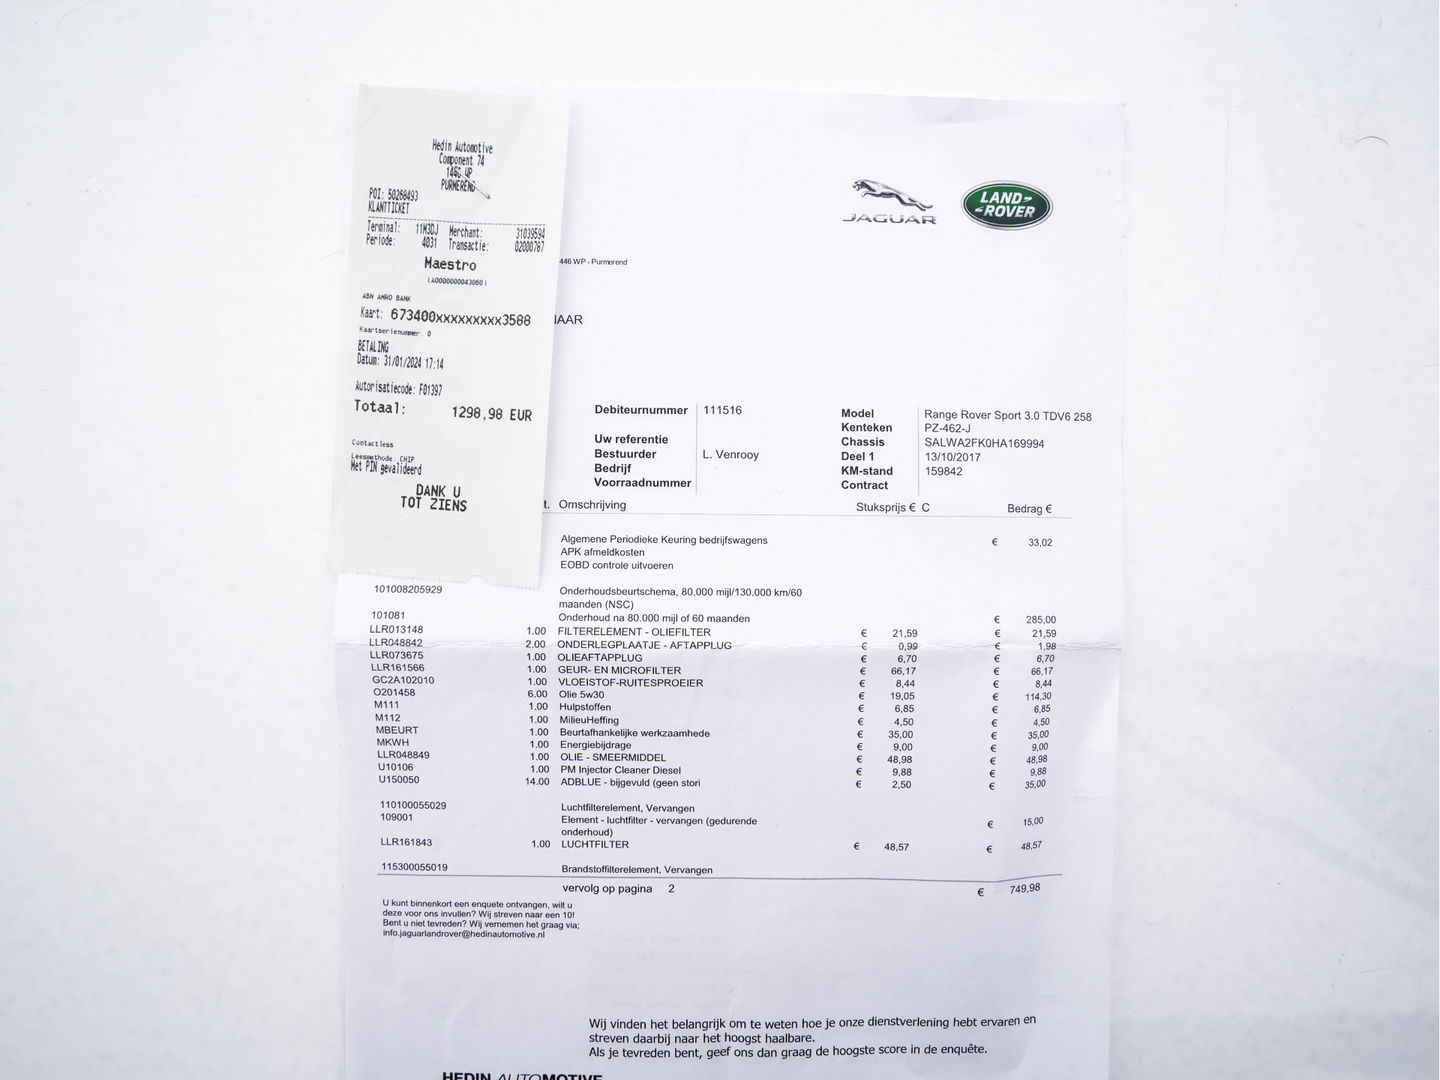 Hedin Automotive
Component 74
1466 WP
PURMEREND
POI: 50268493
KLANTTICKET
Terminal: 11M3DJ Merchant: 31039594
Periode: 4031 Transactie: 02000787
Maestro
(A0000000043060)
ABN AMRO BANK
Kaart: 673400xxxxxxxxx3588
Kaartserienummer: 0
BETALING
Datum: 31/01/2024 17:14
Autorisatiecode: F01397
Totaal: 1298,98 EUR
Contactless
Leesmethode: CHIP
Met PIN gevalideerd
DANK U
TOT ZIENS
JAGUAR
LAND-
-ROVER
446 WP - Purmerend
NAAR
Debiteurnummer 111516
Uw referentie
Bestuurder L. Venrooy
Bedrijf
Voorraadnummer
Model Range Rover Sport 3.0 TDV6 258
Kenteken PZ-462-J
Chassis SALWA2FK0HA169994
Deel 1 13/10/2017
KM-stand 159842
Contract
t. Omschrijving Stuksprijs € C Bedrag €
Algemene Periodieke Keuring bedrijfswagens € 33,02
APK afmeldkosten
EOBD controle uitvoeren
101008205929 Onderhoudsbeurtschema, 80.000 mijl/130.000 km/60
maanden (NSC)
101081 Onderhoud na 80.000 mijl of 60 maanden € 285,00
LLR013148 1.00 FILTERELEMENT - OLIEFILTER € 21,59 € 21,59
LLR048842 2.00 ONDERLEGPLAATJE - AFTAPPLUG € 0,99 € 1,98
LLR073675 1.00 OLIEAFTAPPLUG € 6,70 € 6,70
LLR161566 1.00 GEUR- EN MICROFILTER € 66,17 € 66,17
GC2A102010 1.00 VLOEISTOF-RUITESPROEIER € 8,44 € 8,44
O201458 6.00 Olie 5w30 € 19,05 € 114,30
M111 1.00 Hulpstoffen € 6,85 € 6,85
M112 1.00 MilieuHeffing € 4,50 € 4,50
MBEURT 1.00 Beurtafhankelijke werkzaamhede € 35,00 € 35,00
MKWH 1.00 Energiebijdrage € 9,00 € 9,00
LLR048849 1.00 OLIE - SMEERMIDDEL € 48,98 € 48,98
U10106 1.00 PM Injector Cleaner Diesel € 9,88 € 9,88
U150050 14.00 ADBLUE - bijgevuld (geen stori € 2,50 € 35,00
110100055029 Luchtfilterelement, Vervangen
109001 Element - luchtfilter - vervangen (gedurende € 15,00
onderhoud)
LLR161843 1.00 LUCHTFILTER € 48,57 € 48,57
115300055019 Brandstoffilterelement, Vervangen
vervolg op pagina 2 € 749,98
U kunt binnenkort een enquete ontvangen, wilt u
deze voor ons invullen? Wij streven naar een 10!
Bent u niet tevreden? Wij vernemen het graag via;
info.jaguarlandrover@hedinautomotive.nl
Wij vinden het belangrijk om te weten hoe je onze dienstverlening hebt ervaren en
streven daarbij naar het hoogst haalbare.
Als je tevreden bent, geef ons dan graag de hoogste score in de enquête.
HEDIN AUTOMOTIVE